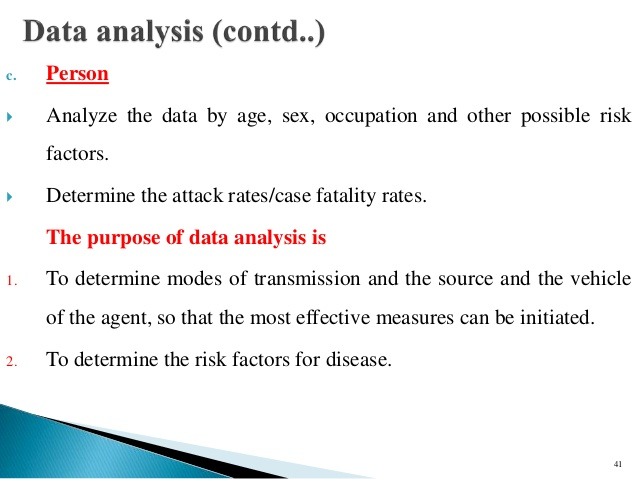 Data analysis (contd..)
c. Person
Analyze the data by age, sex, occupation and other possible risk
factors.
Determine the attack rates/case fatality rates.
The purpose of data analysis is
1. To determine modes of transmission and the source and the vehicle
of the agent, so that the most effective measures can be initiated.
2. To determine the risk factors for disease.
41